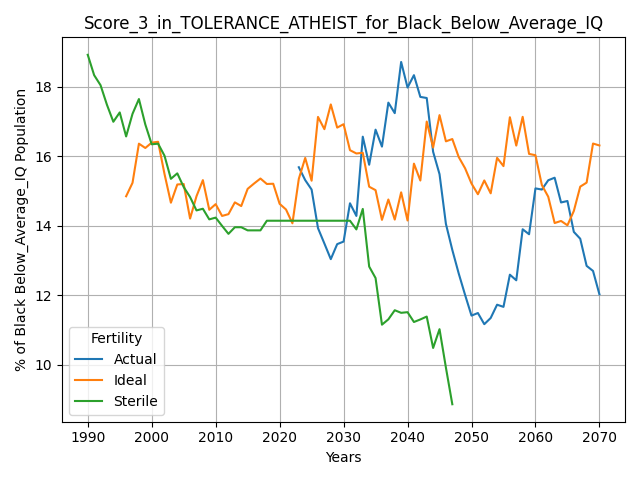 Score_3_in_TOLERANCE_ATHEIST_for_Black_Below_Average_IQ
% of Black Below_Average_IQ Population
18
16
14
12
10
Fertility
Actual
Ideal
Sterile
1990 2000 2010 2020 2030 2040 2050 2060 2070
Years